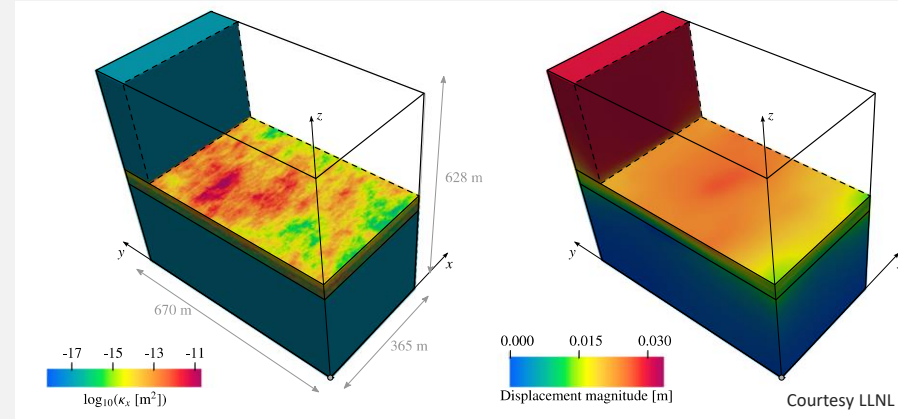 z
628 m
y
x
670 m
365 m
-17 -15 -13 -11
log₁₀(κₓ [m²])
z
y
0.000 0.015 0.030
Displacement magnitude [m]
Courtesy LLNL